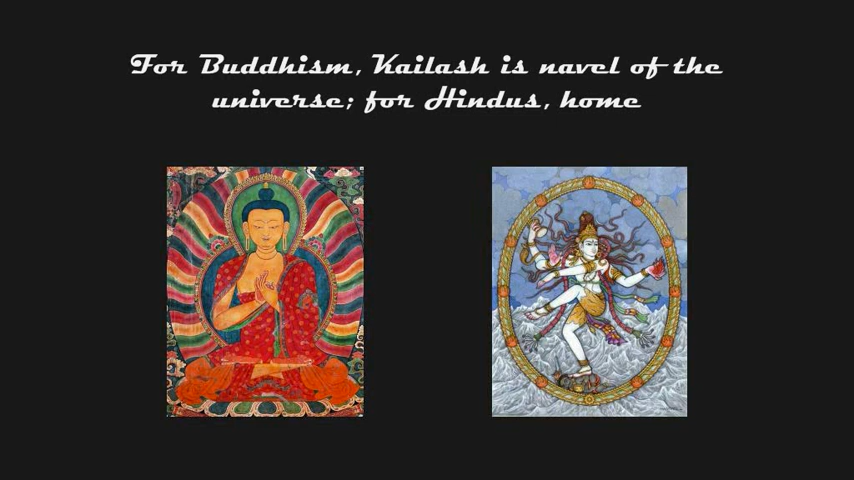 For Buddhism, Kailash is navel of the
universe; for Hindus, home